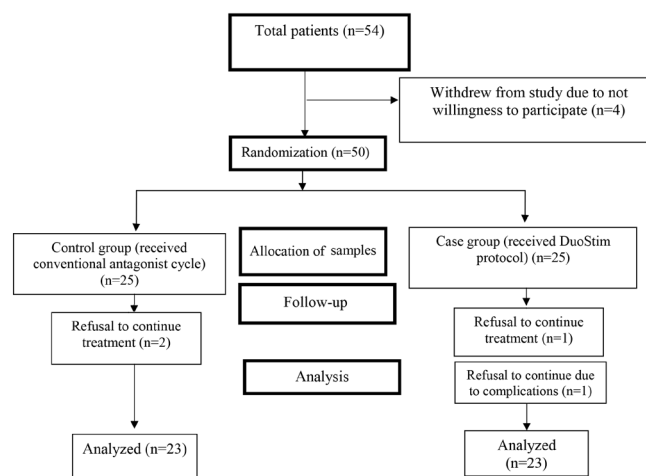 Total patients (n=54)
Withdrew from study due to not
willingness to participate (n=4)
Randomization (n=50)
Control group (received
conventional antagonist cycle)
(n=25)
Allocation of samples
Case group (received DuoStim
protocol) (n=25)
Follow-up
Refusal to continue
treatment (n=2)
Refusal to continue
treatment (n=1)
Analysis
Refusal to continue due
to complications (n=1)
Analyzed (n=23)
Analyzed
(n=23)